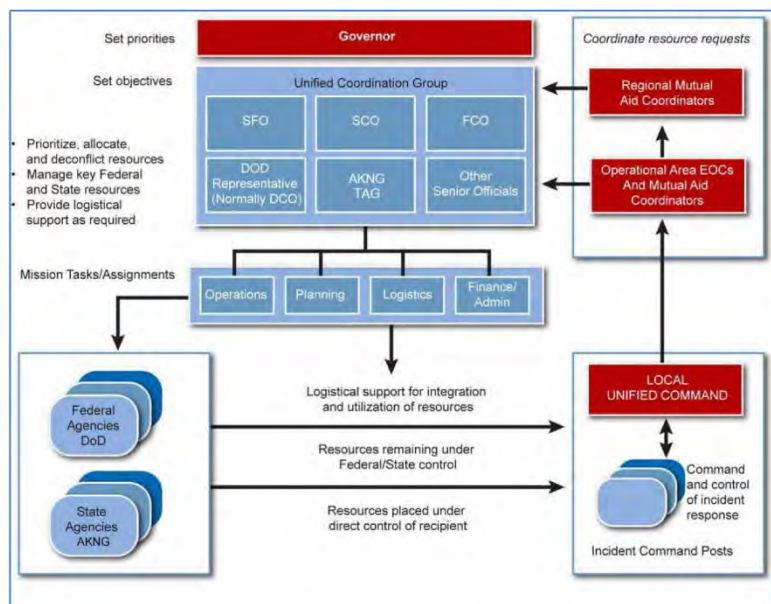 Set priorities
Governor
Coordinate resource requests
Set objectives
Unified Coordination Group
SFO
SCO
FCO
DOD
Representative
(Normally DCO)
AKNG
TAG
Other
Senior Officials
• Prioritize, allocate,
and deconflict resources
• Manage key Federal
and State resources
• Provide logistical
support as required
Regional Mutual
Aid Coordinators
Operational Area EOCs
And Mutual Aid
Coordinators
Mission Tasks/Assignments
Operations
Planning
Logistics
Finance/
Admin
Federal
Agencies
DoD
State
Agencies
AKNG
Logistical support for integration
and utilization of resources
Resources remaining under
Federal/State control
Resources placed under
direct control of recipient
LOCAL
UNIFIED COMMAND
Command
and control
of incident
response
Incident Command Posts